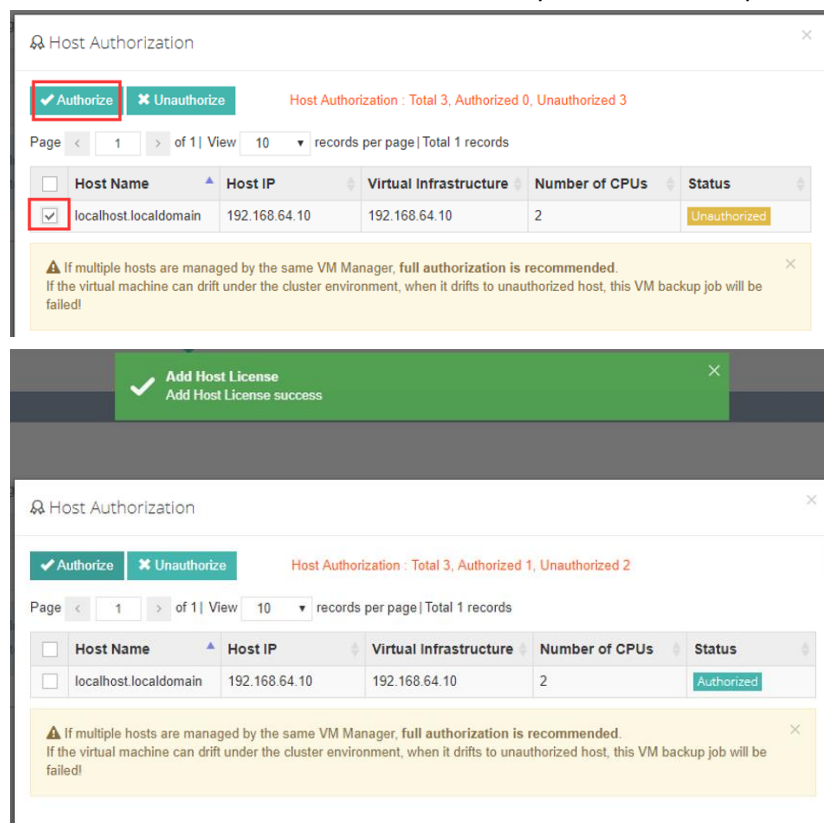 Host Authorization
Authorize Unauthorize Host Authorization : Total 3, Authorized 0, Unauthorized 3
Page < 1 > of 1| View 10 records per page| Total 1 records
Host Name Host IP Virtual Infrastructure Number of CPUs Status
localhost.localdomain 192.168.64.10 192.168.64.10 2 Unauthorized
If multiple hosts are managed by the same VM Manager, full authorization is recommended.
If the virtual machine can drift under the cluster environment, when it drifts to unauthorized host, this VM backup job will be
failed!
Add Host License
Add Host License success
Host Authorization
Authorize Unauthorize Host Authorization : Total 3, Authorized 1, Unauthorized 2
Page < 1 > of 1| View 10 records per page| Total 1 records
Host Name Host IP Virtual Infrastructure Number of CPUs Status
localhost.localdomain 192.168.64.10 192.168.64.10 2 Authorized
If multiple hosts are managed by the same VM Manager, full authorization is recommended.
If the virtual machine can drift under the cluster environment, when it drifts to unauthorized host, this VM backup job will be
failed!